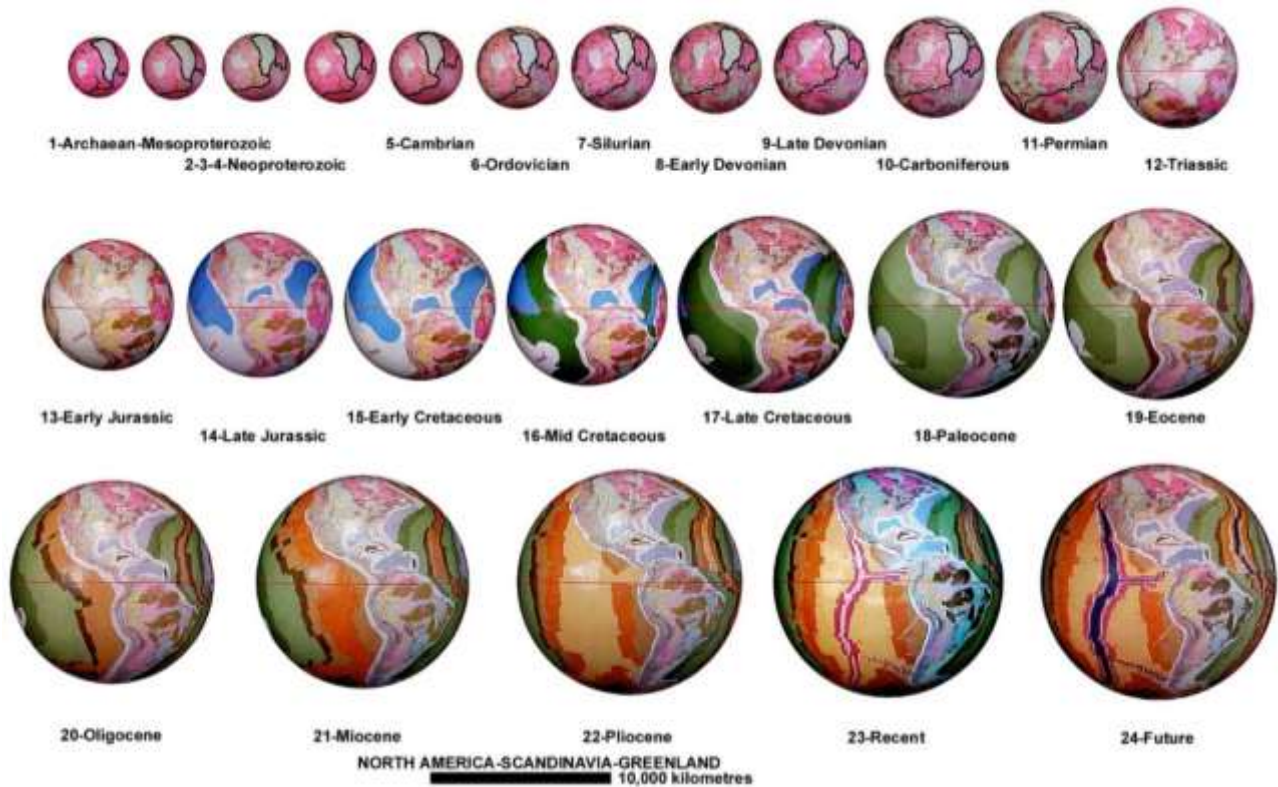 1-Archaean-Mesoproterozoic
2-3-4-Neoproterozoic
5-Cambrian
6-Ordovician
7-Silurian
8-Early Devonian
9-Late Devonian
10-Carboniferous
11-Permian
12-Triassic
13-Early Jurassic
14-Late Jurassic
15-Early Cretaceous
16-Mid Cretaceous
17-Late Cretaceous
18-Paleocene
19-Eocene
20-Oligocene
21-Miocene
22-Pliocene
23-Recent
24-Future
NORTH AMERICA-SCANDINAVIA-GREENLAND
10,000 kilometres